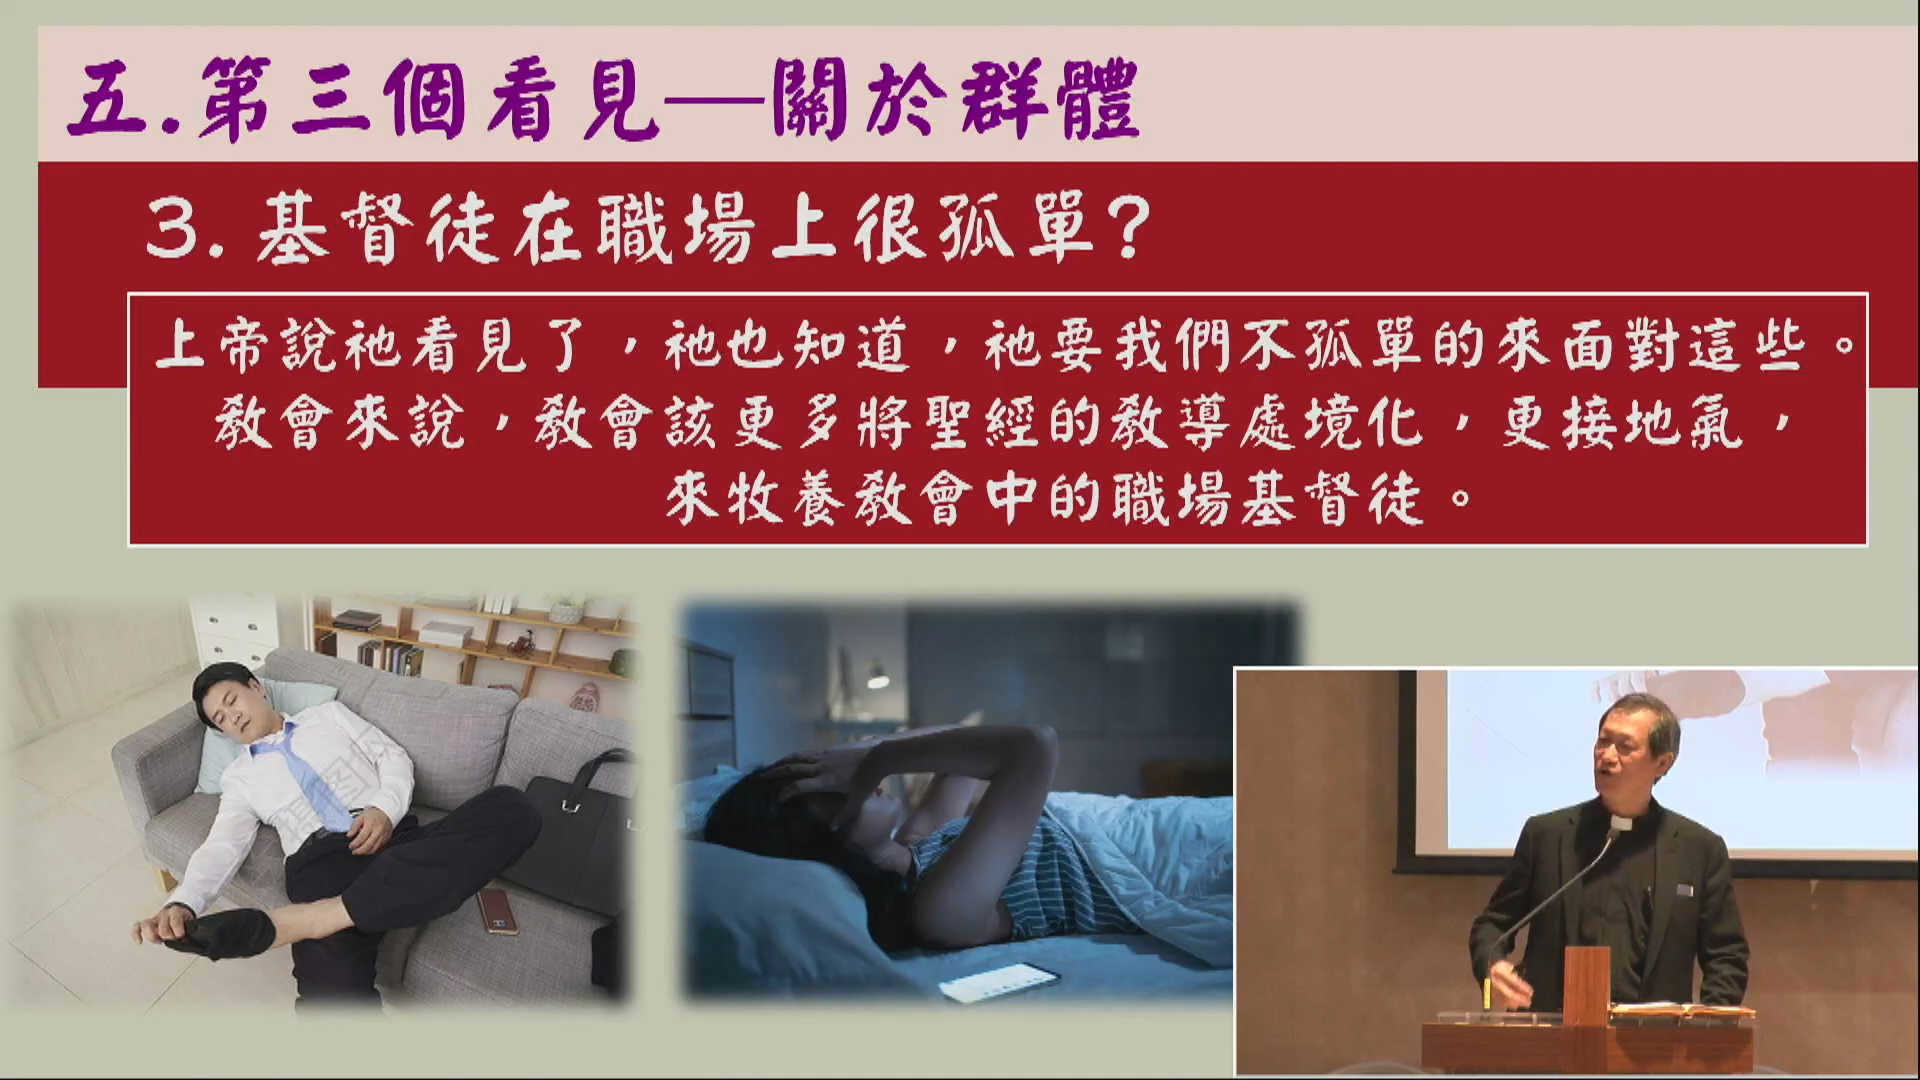 五.第三個看見—關於群體
3. 基督徒在職場上很孤單?
上帝說祂看見了，祂也知道，祂要我們不孤單的來面對這些。
教會來說，教會該更多將聖經的教導處境化，更接地氣，
來牧養教會中的職場基督徒。